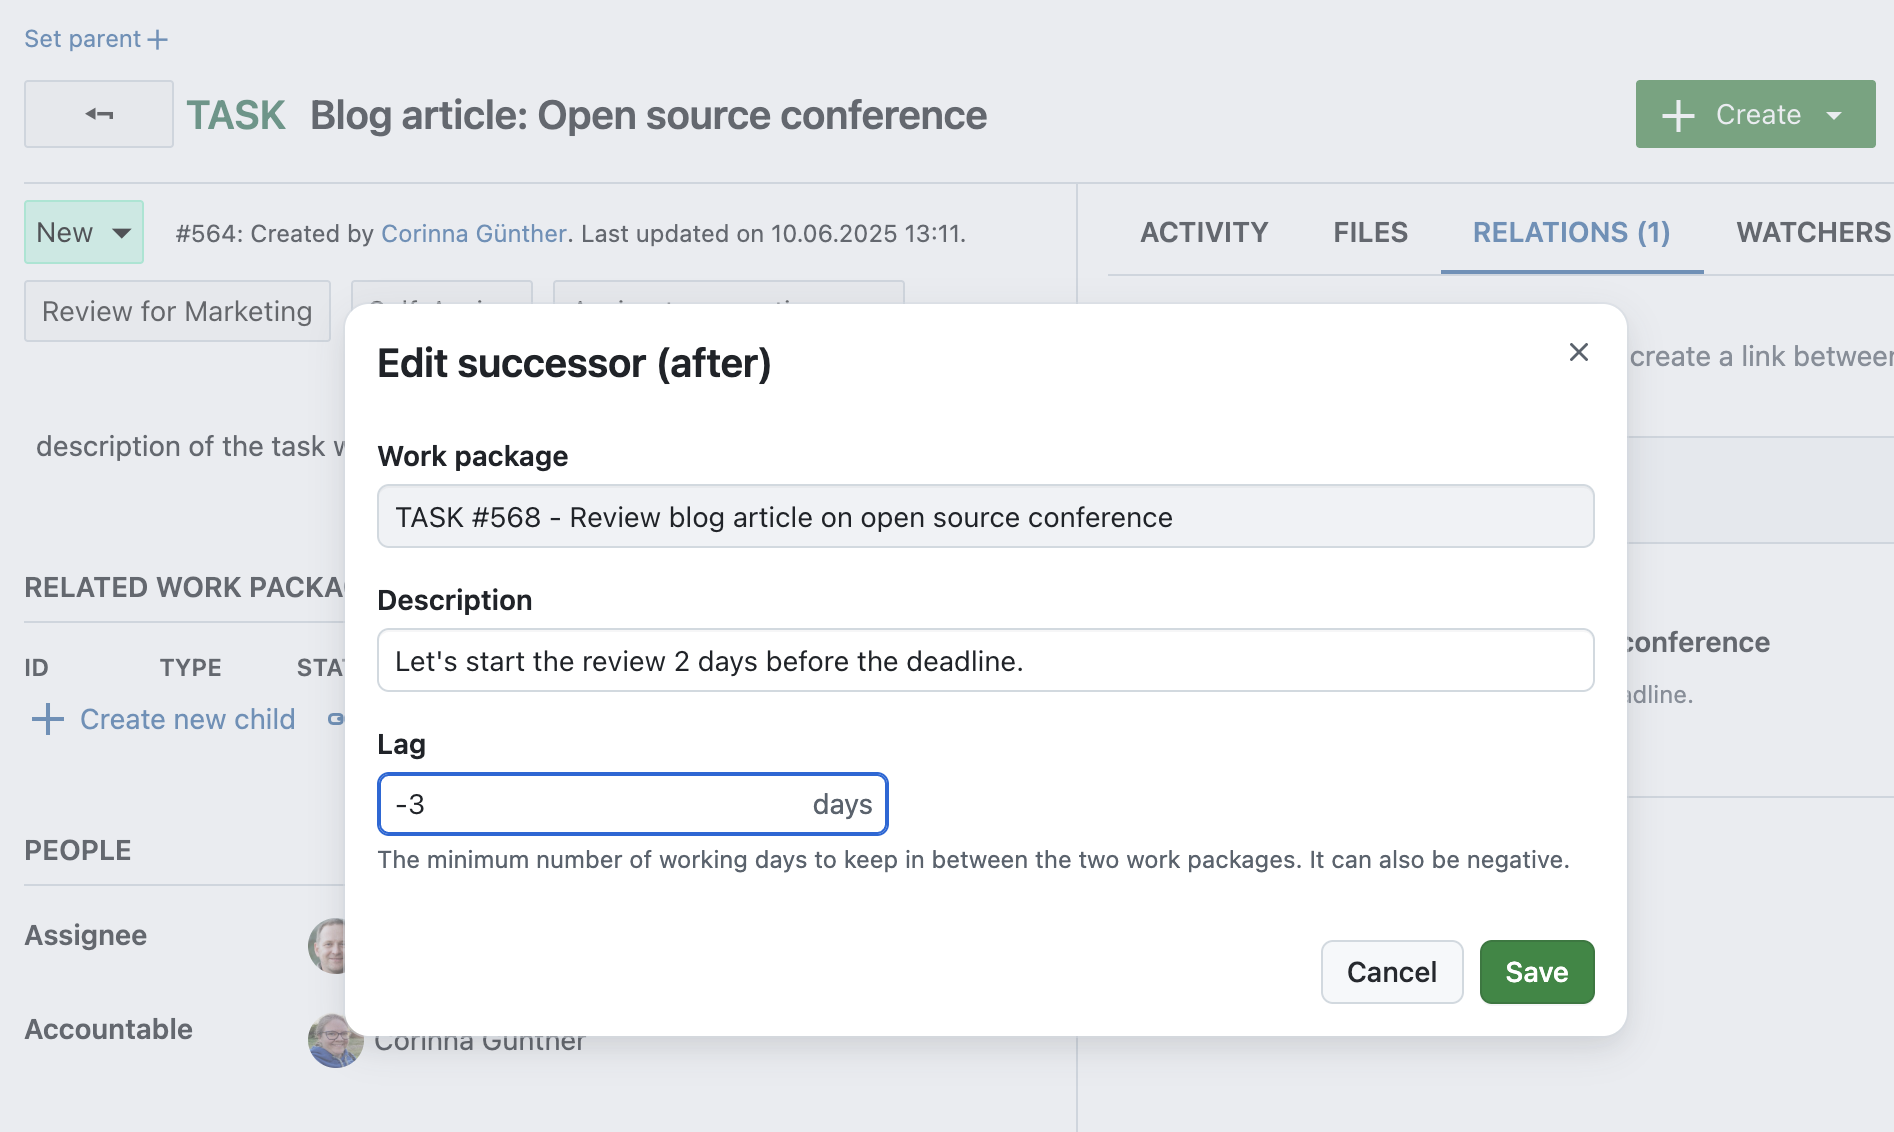 Set parent
TASK Blog article: Open source conference
Create
New
#564: Created by Corinna Günther. Last updated on 10.06.2025 13:11.
ACTIVITY FILES RELATIONS (1) WATCHERS
Review for Marketing
create a link between
description of the task
RELATED WORK
ID TYPE
Create new child
conference
PEOPLE
Assignee
Accountable
Corinna Günther
Edit successor (after)
Work package
TASK #568 - Review blog article on open source conference
Description
Let's start the review 2 days before the deadline.
Lag
-3 days
The minimum number of working days to keep in between the two work packages. It can also be negative.
Cancel Save